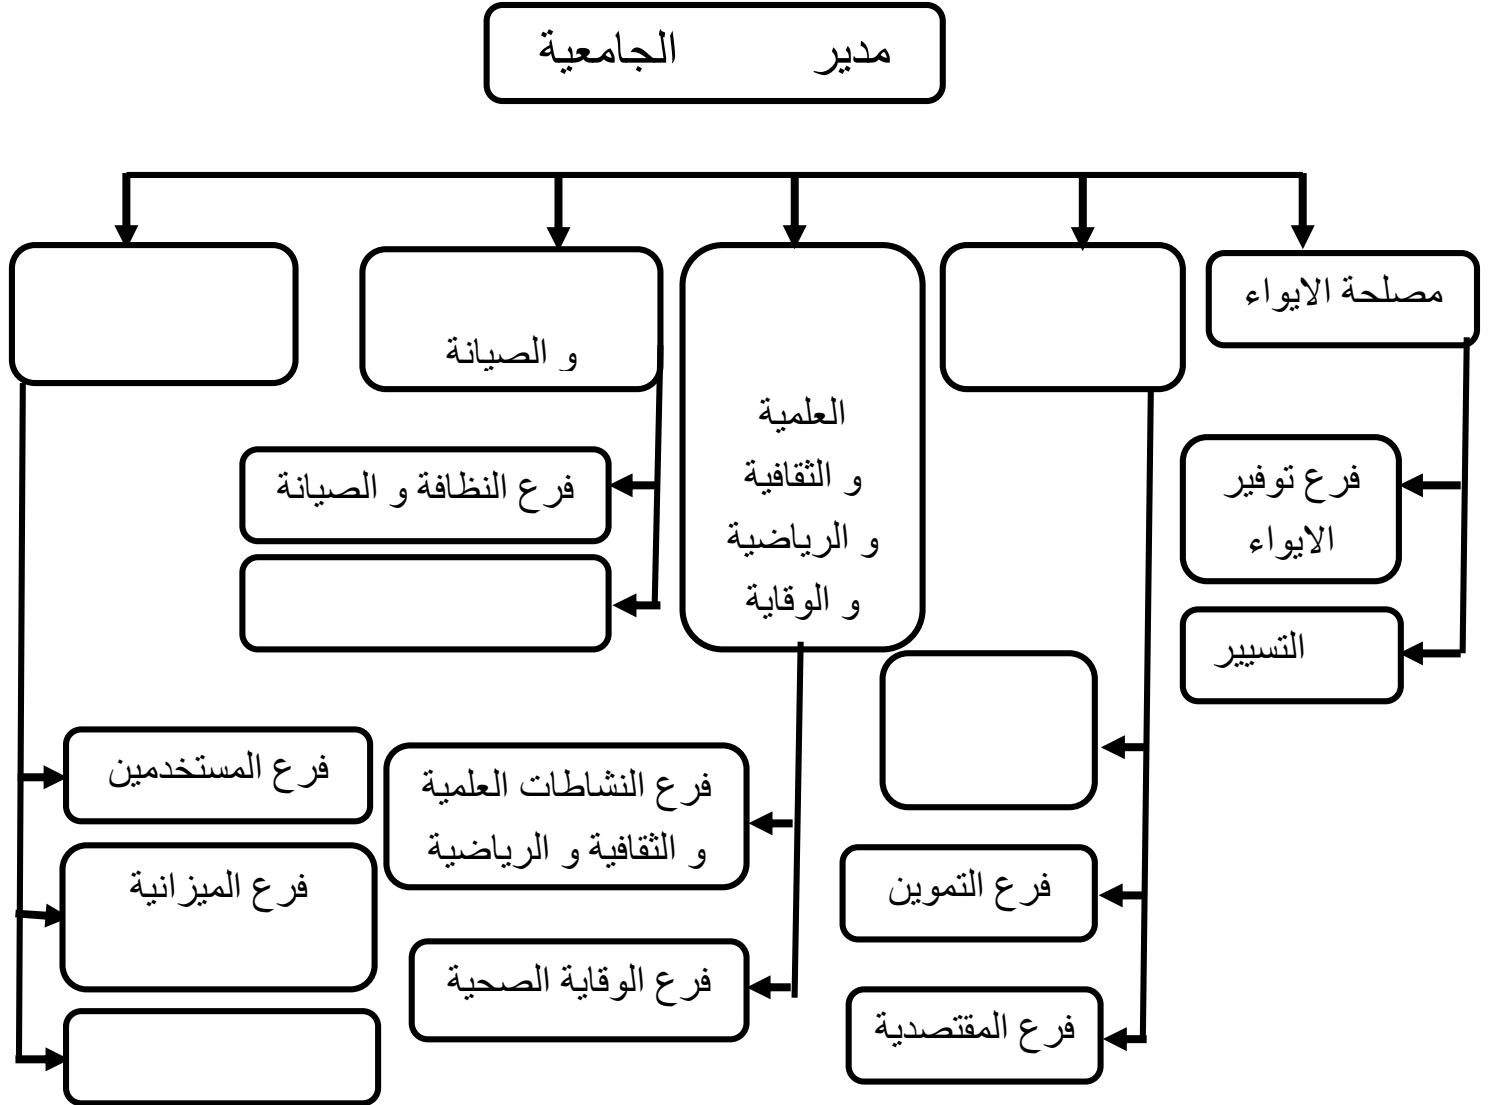 مدير الجامعية
مصلحة الايواء
و الصيانة
العلمية
و الثقافية
و الرياضية
و الوقاية
فرع توفير
الايواء
التسيير
فرع النظافة و الصيانة
فرع التموين
فرع المقتصدية
فرع النشاطات العلمية
و الثقافية و الرياضية
فرع الوقاية الصحية
فرع المستخدمين
فرع الميزانية